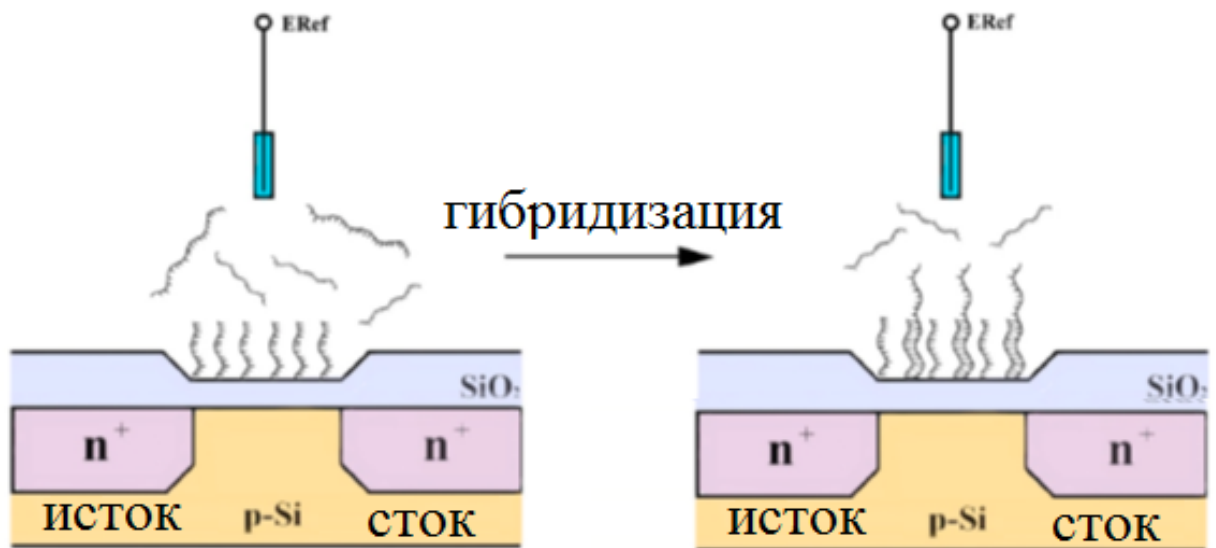 ERef
ERef
гибридизация
SiO₂
SiO₂
n⁺
n⁺
n⁺
n⁺
исток
p-Si
сток
исток
p-Si
сток